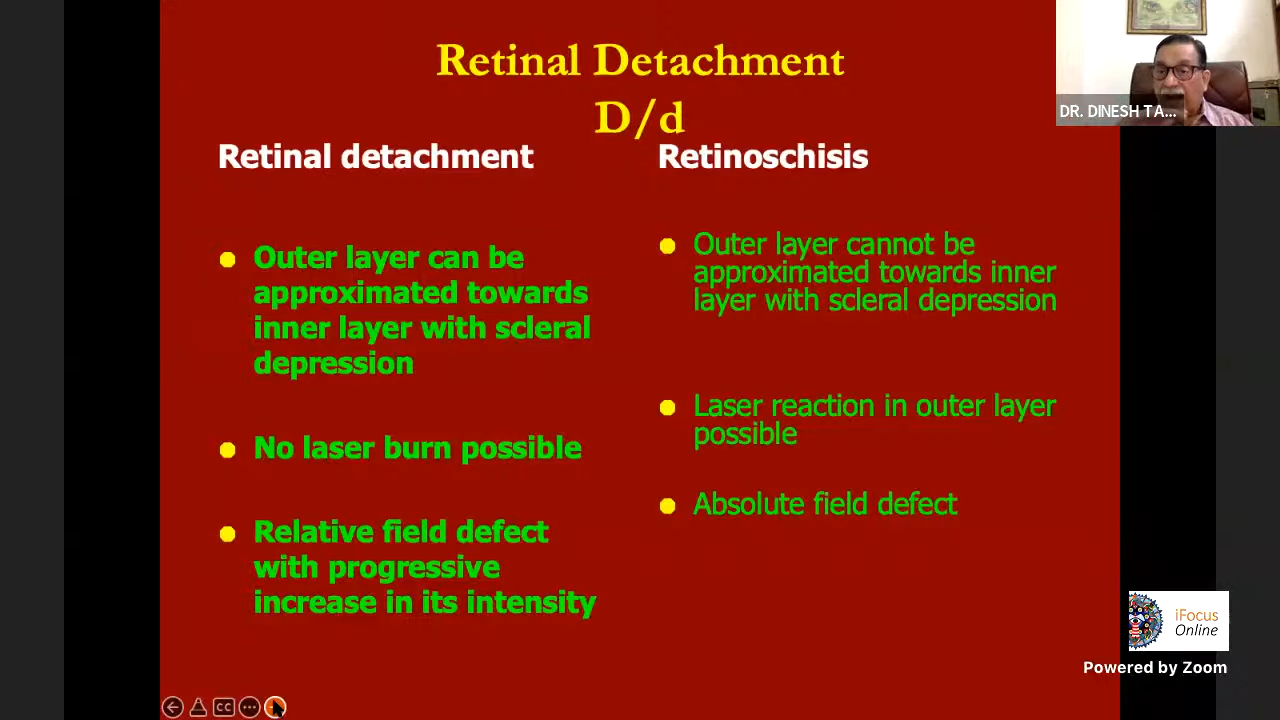 Retinal Detachment
D/d
Retinal detachment
Outer layer can be
approximated towards
inner layer with scleral
depression
No laser burn possible
Relative field defect
with progressive
increase in its intensity
Retinoschisis
Outer layer cannot be
approximated towards inner
layer with scleral depression
Laser reaction in outer layer
possible
Absolute field defect
DR. DINESH TA...
iFocus
Online
Powered by Zoom
CC